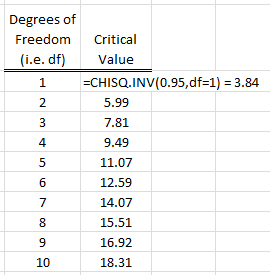 Degrees of
Freedom Critical
(i.e. df) Value
1 =CHISQ.INV(0.95,df=1) = 3.84
2 5.99
3 7.81
4 9.49
5 11.07
6 12.59
7 14.07
8 15.51
9 16.92
10 18.31